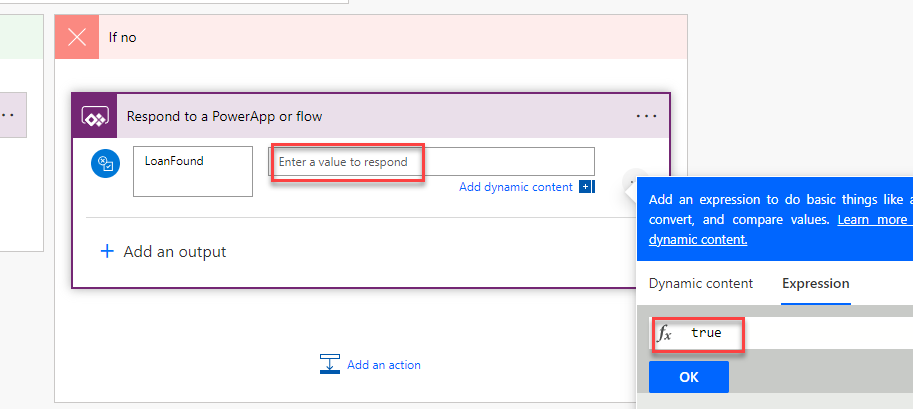 If no
Respond to a PowerApp or flow
LoanFound
Enter a value to respond
Add dynamic content
Add an output
Add an action
Add an expression to do basic things like a
convert, and compare values. Learn more
dynamic content.
Dynamic content
Expression
fx true
OK